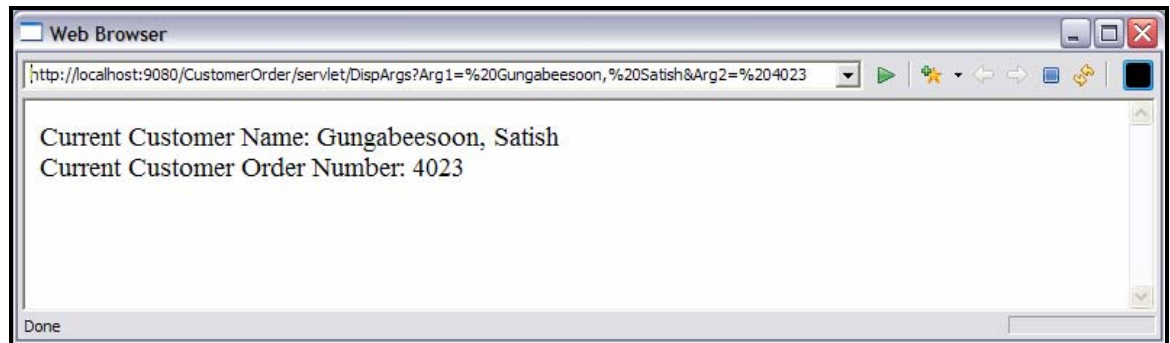 Web Browser
http://localhost:9080/CustomerOrder/servlet/DispArgs?Arg1=%20Gungabeesoon,%20Satish&Arg2=%204023
Current Customer Name: Gungabeesoon, Satish
Current Customer Order Number: 4023
Done